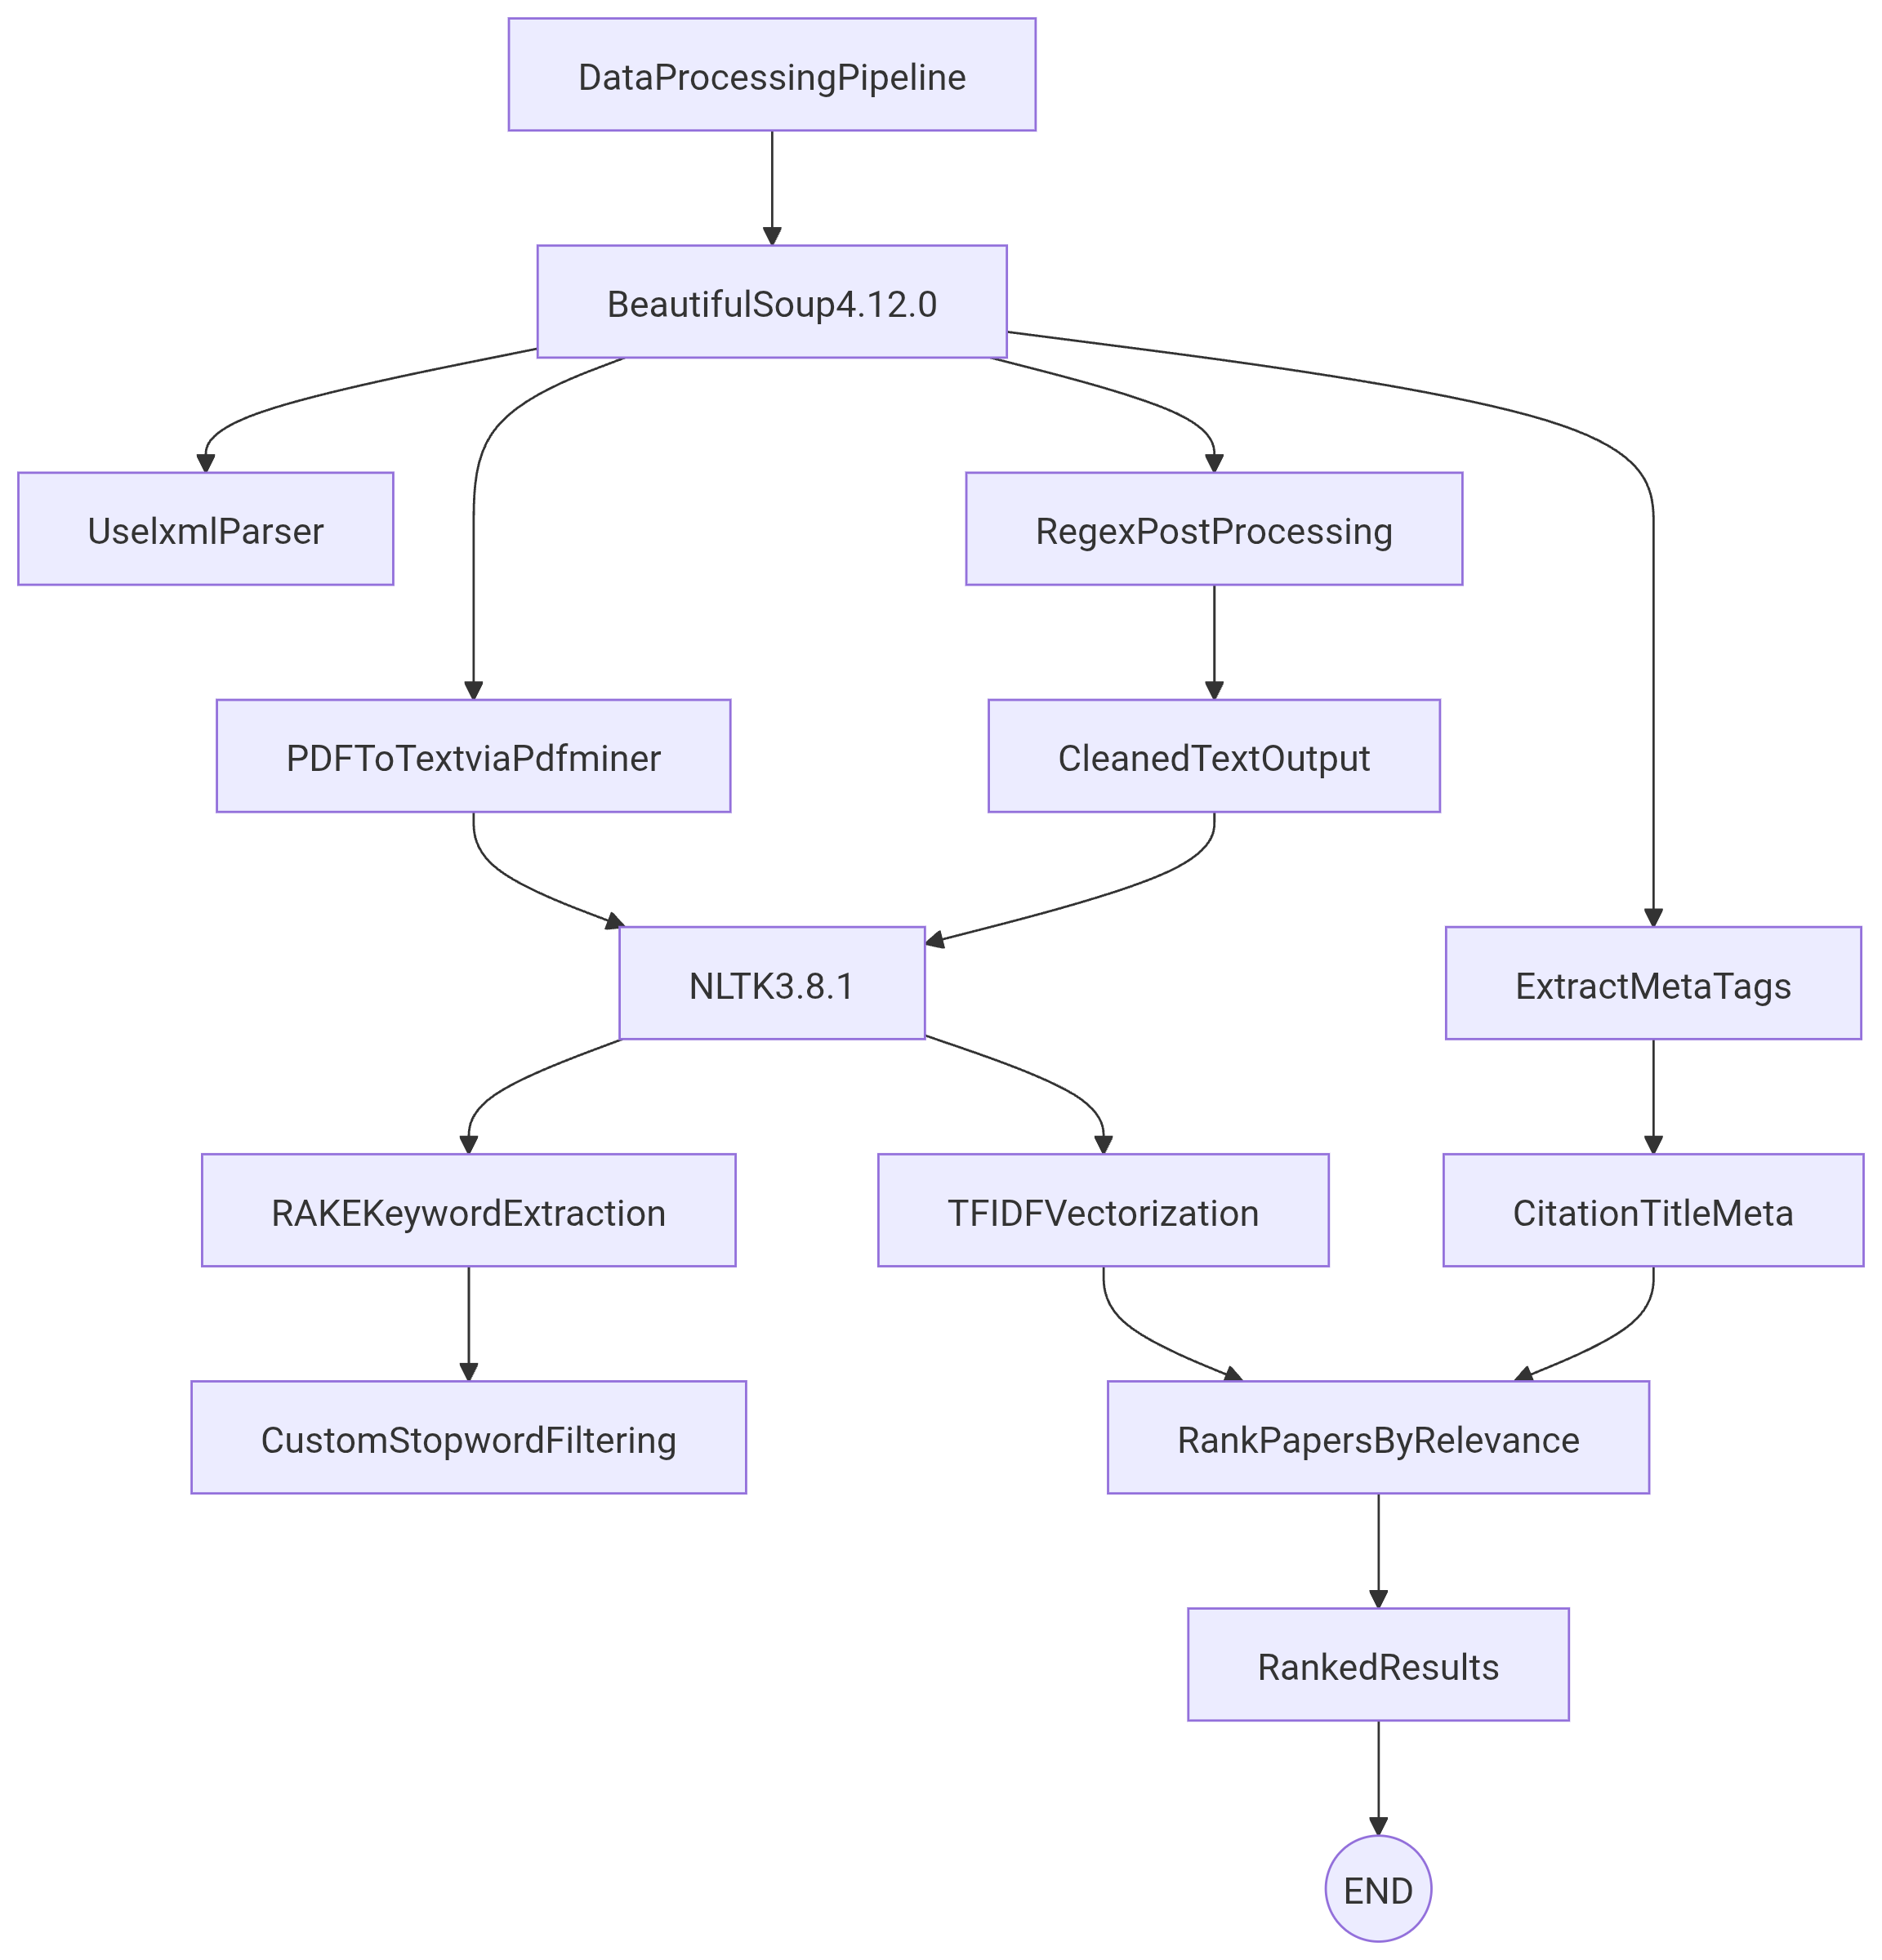 DataProcessingPipeline
BeautifulSoup4.12.0
UselxmlParser
RegexPostProcessing
PDFToTextviaPdfminer
CleanedTextOutput
NLTK3.8.1
ExtractMetaTags
RAKEKeywordExtraction
TFIDFVectorization
CitationTitleMeta
CustomStopwordFiltering
RankPapersByRelevance
RankedResults
END